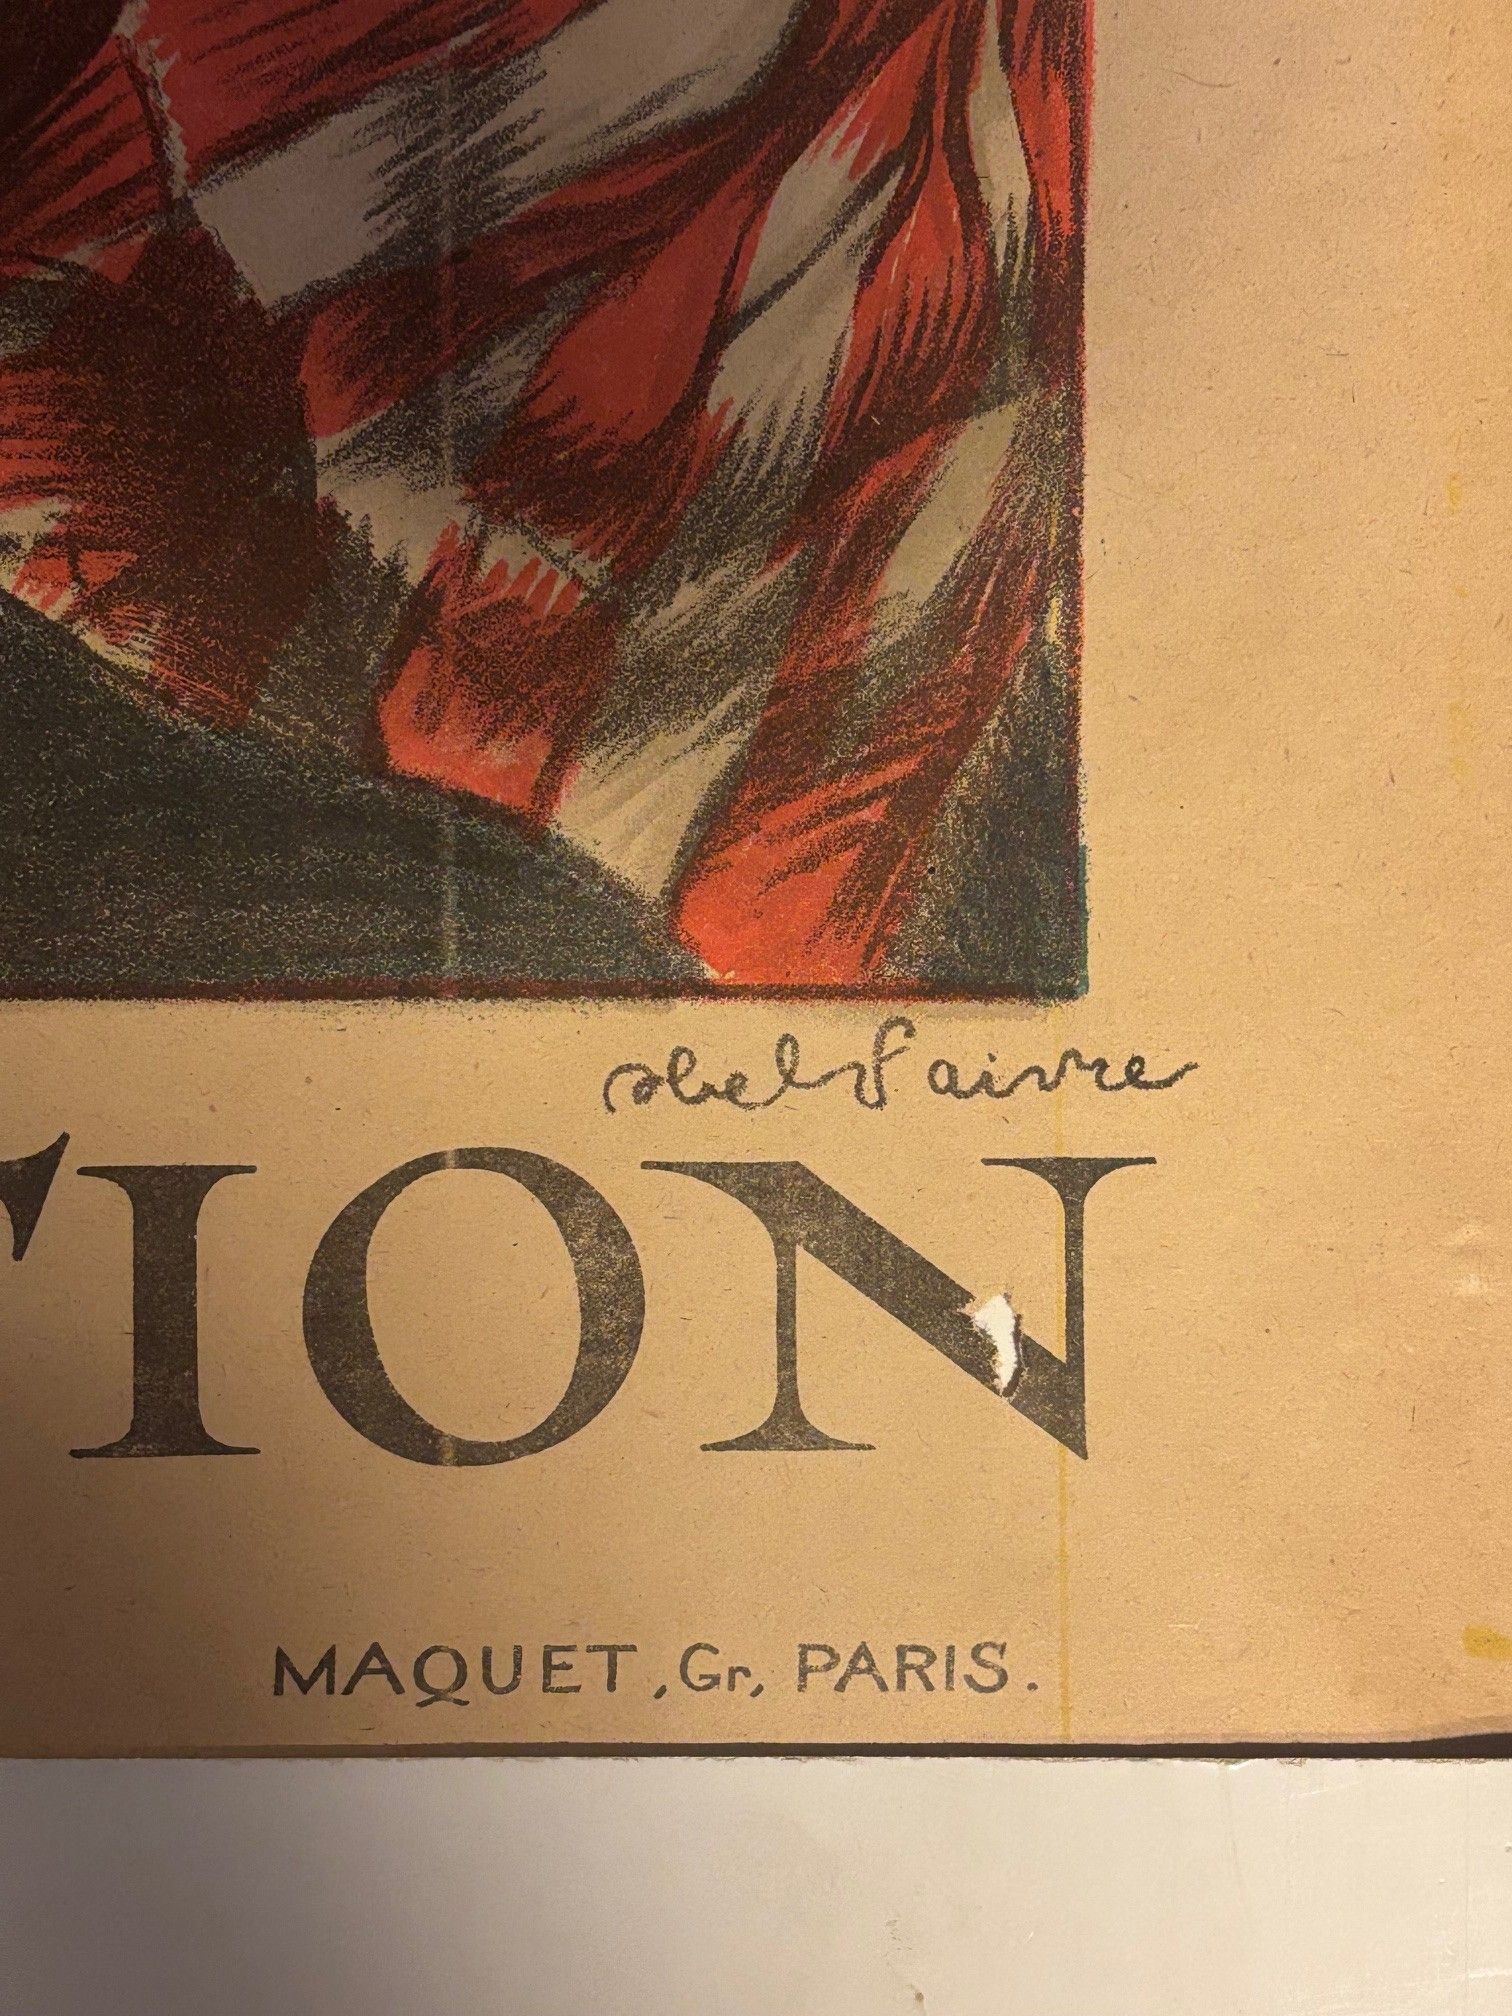 abel Faivre
TION
MAQUET, Gr, PARIS.